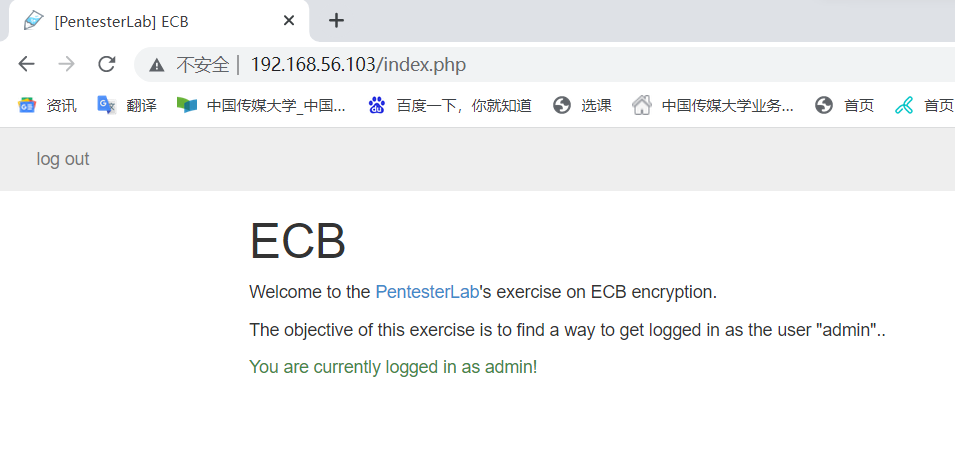 [PentesterLab] ECB
不安全 | 192.168.56.103/index.php
资讯 翻译 中国传媒大学_中国... 百度一下，你就知道 选课 中国传媒大学业务... 首页 首页
log out
ECB
Welcome to the PentesterLab's exercise on ECB encryption.
The objective of this exercise is to find a way to get logged in as the user "admin"..
You are currently logged in as admin!